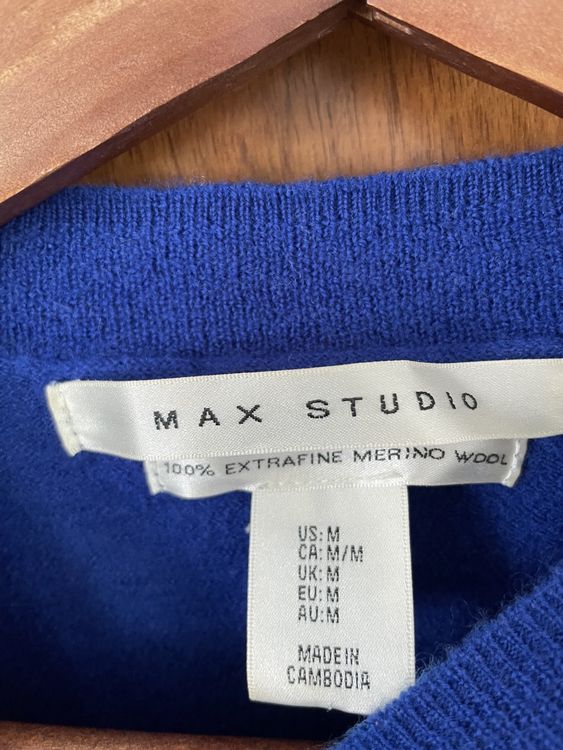 MAX STUDIO
100% EXTRAFINE MERINO WOOL
US:M
CA:M/M
UK:M
EU:M
AU:M
MADE IN
CAMBODIA